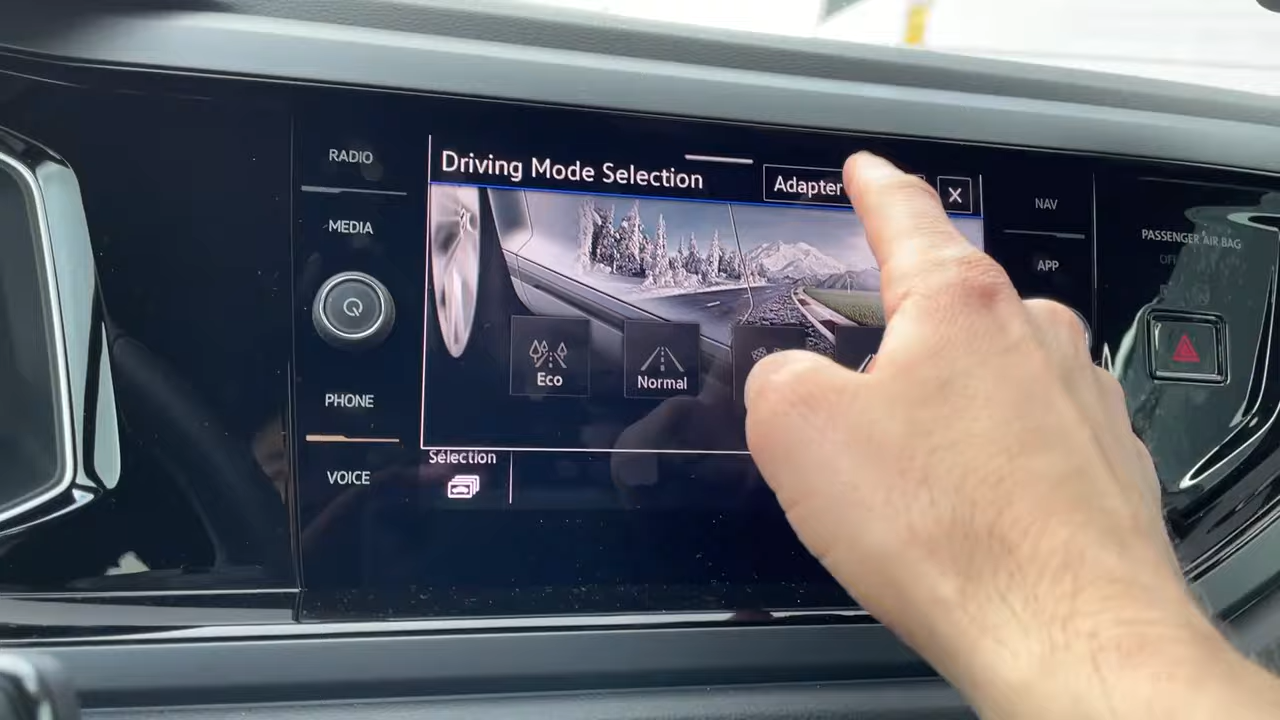 RADIO
MEDIA
PHONE
VOICE
Driving Mode Selection
Adapter
X
Eco
Normal
Sélection
NAV
APP
PASSENGER AIR BAG